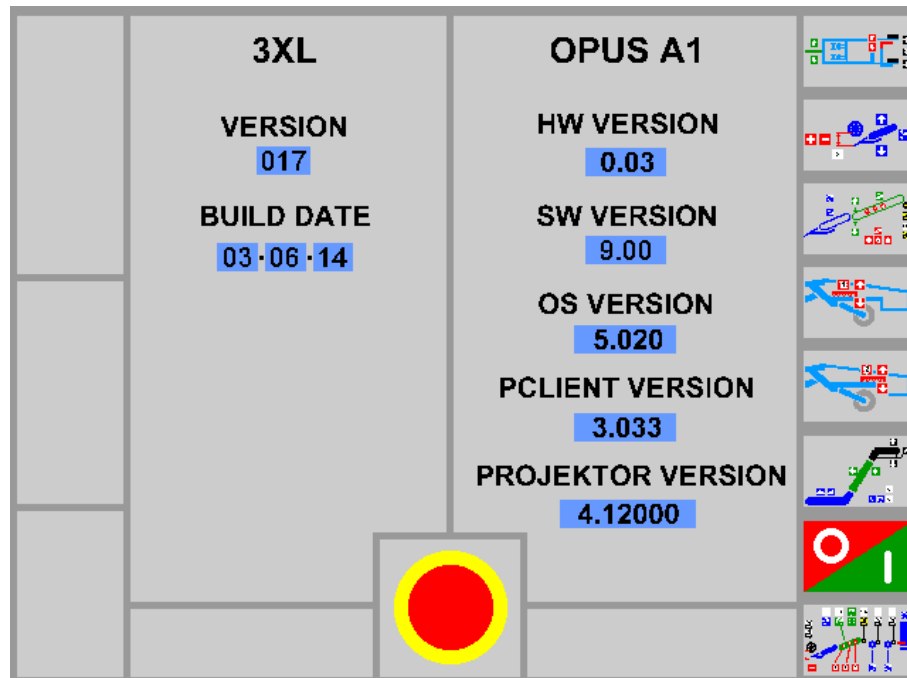 3XL
VERSION
017
BUILD DATE
03·06·14
OPUS A1
HW VERSION
0.03
SW VERSION
9.00
OS VERSION
5.020
PCLIENT VERSION
3.033
PROJEKTOR VERSION
4.12000